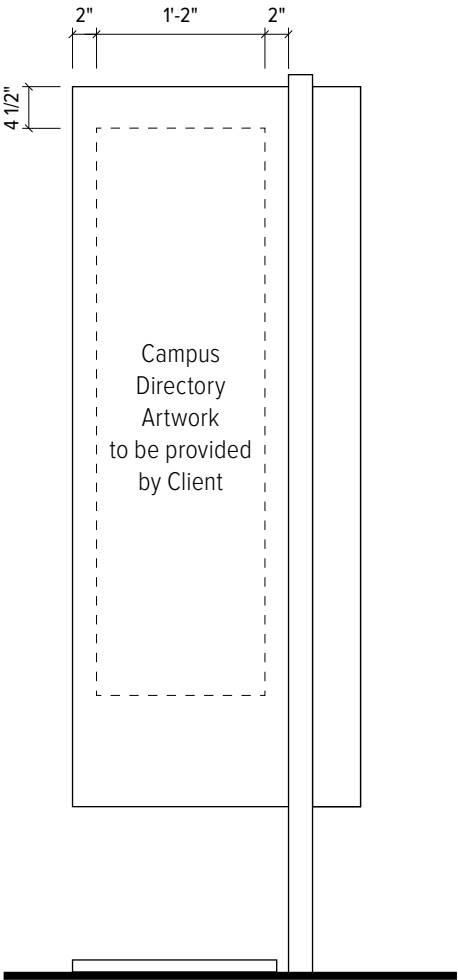 2" 1'-2" 2"
4 1/2"
Campus
Directory
Artwork
to be provided
by Client